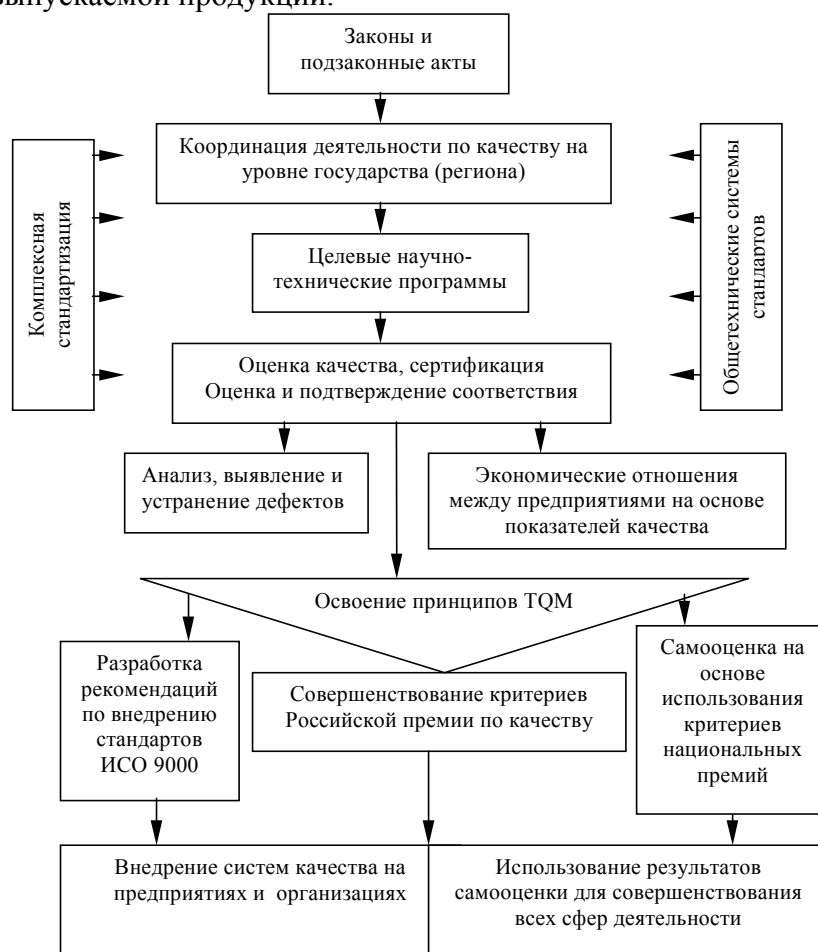 выпускаемой продукции.
Законы и
подзаконные акты
Координация деятельности по качеству на
уровне государства (региона)
Комплексная
стандартизация
Общетехнические системы
стандартов
Целевые научно-
технические программы
Оценка качества, сертификация
Оценка и подтверждение соответствия
Анализ, выявление и
устранение дефектов
Экономические отношения
между предприятиями на основе
показателей качества
Освоение принципов TQM
Разработка
рекомендаций
по внедрению
стандартов
ИСО 9000
Совершенствование критериев
Российской премии по качеству
Самооценка на
основе
использования
критериев
национальных
премий
Внедрение систем качества на
предприятиях и организациях
Использование результатов
самооценки для совершенствования
всех сфер деятельности